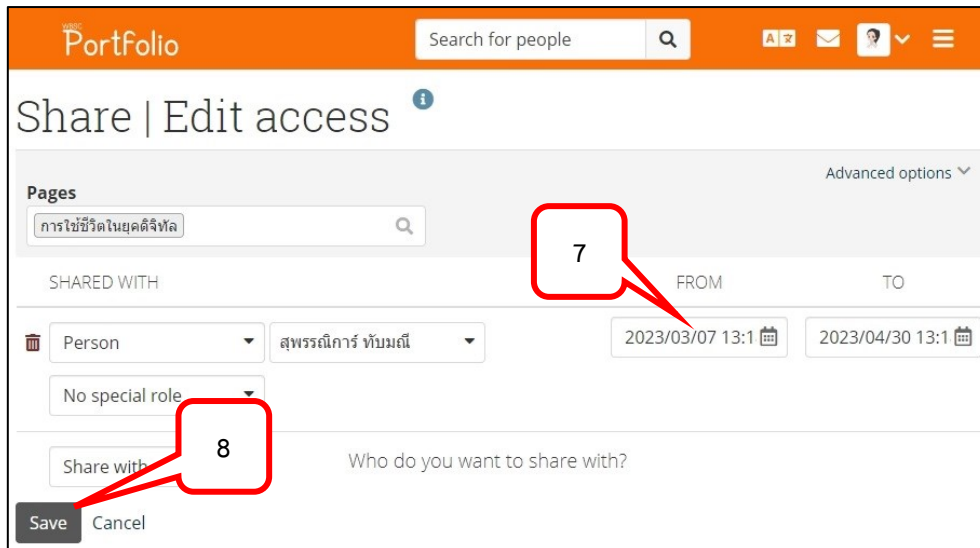 WBSC
Portfolio
Search for people
Share | Edit access
Advanced options
Pages
การใช้ชีวิตในยุคดิจิทัล
7
SHARED WITH
FROM
TO
Person
สุพรรณิการ์ ทับมณี
2023/03/07 13:1
2023/04/30 13:1
No special role
8
Share with
Who do you want to share with?
Save
Cancel